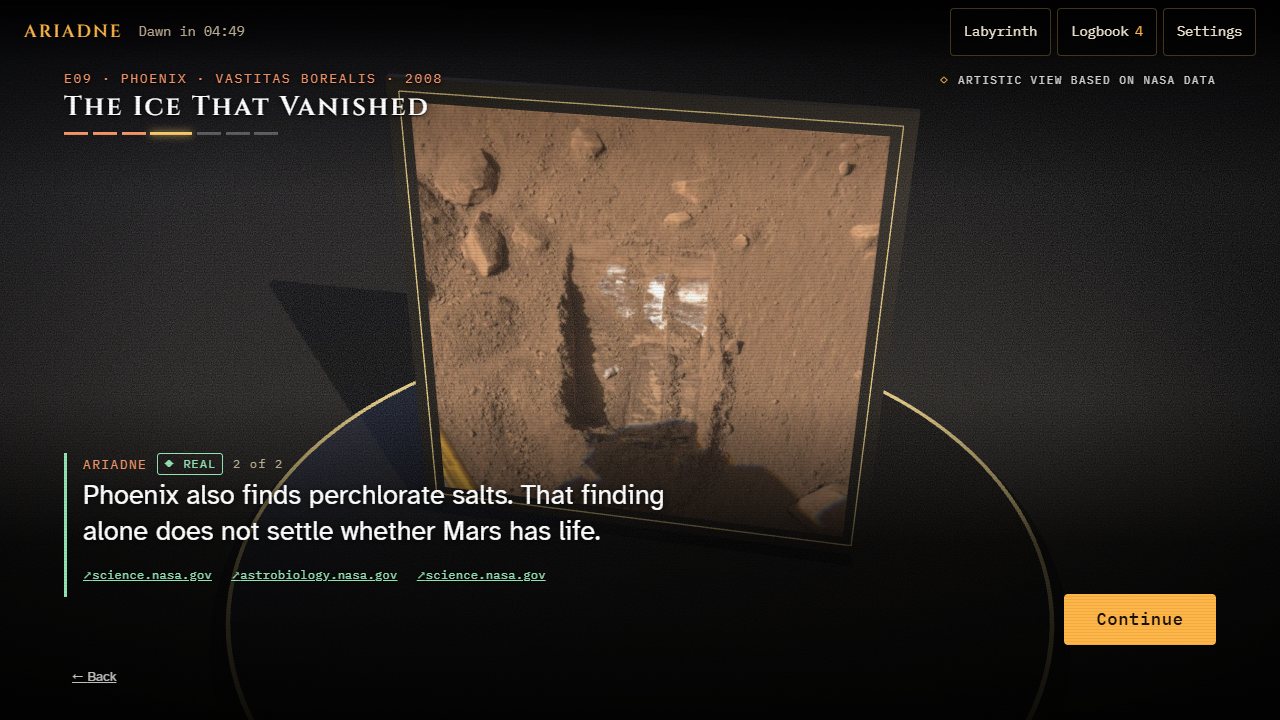 ARIADNE Dawn in 04:49 Labyrinth Logbook 4 Settings
E09 · PHOENIX · VASTITAS BOREALIS · 2008
◇ ARTISTIC VIEW BASED ON NASA DATA
The Ice That Vanished
ARIADNE ◆ REAL 2 of 2
Phoenix also finds perchlorate salts. That finding
alone does not settle whether Mars has life.
↗science.nasa.gov ↗astrobiology.nasa.gov ↗science.nasa.gov
Continue
← Back